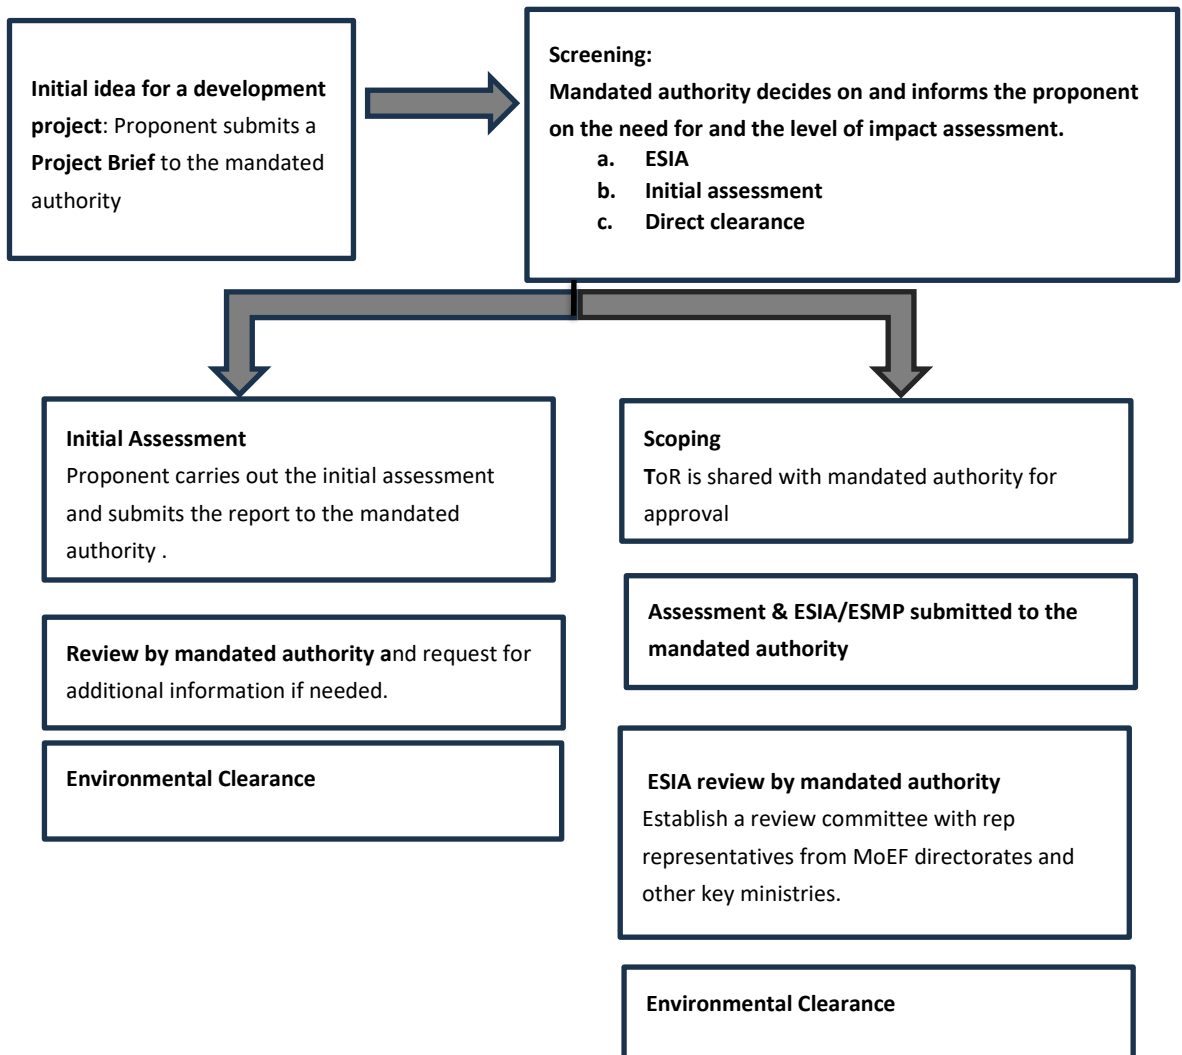 Initial idea for a development
project: Proponent submits a
Project Brief to the mandated
authority
Screening:
Mandated authority decides on and informs the proponent
on the need for and the level of impact assessment.
a. ESIA
b. Initial assessment
c. Direct clearance
Initial Assessment
Proponent carries out the initial assessment
and submits the report to the mandated
authority .
Review by mandated authority and request for
additional information if needed.
Environmental Clearance
Scoping
ToR is shared with mandated authority for
approval
Assessment & ESIA/ESMP submitted to the
mandated authority
ESIA review by mandated authority
Establish a review committee with rep
representatives from MoEF directorates and
other key ministries.
Environmental Clearance